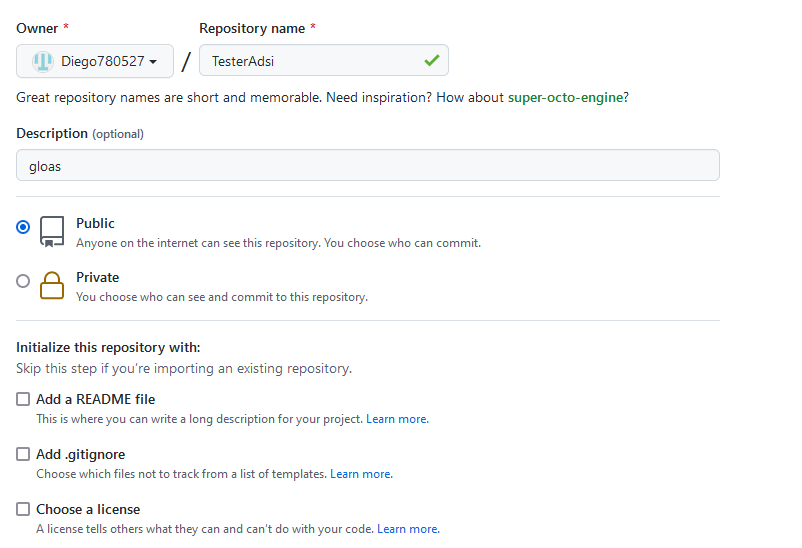 Owner * Repository name *
Diego780527 / TesterAdsi
Great repository names are short and memorable. Need inspiration? How about super-octo-engine?
Description (optional)
gloas
Public
Anyone on the internet can see this repository. You choose who can commit.
Private
You choose who can see and commit to this repository.
Initialize this repository with:
Skip this step if you’re importing an existing repository.
Add a README file
This is where you can write a long description for your project. Learn more.
Add .gitignore
Choose which files not to track from a list of templates. Learn more.
Choose a license
A license tells others what they can and can't do with your code. Learn more.